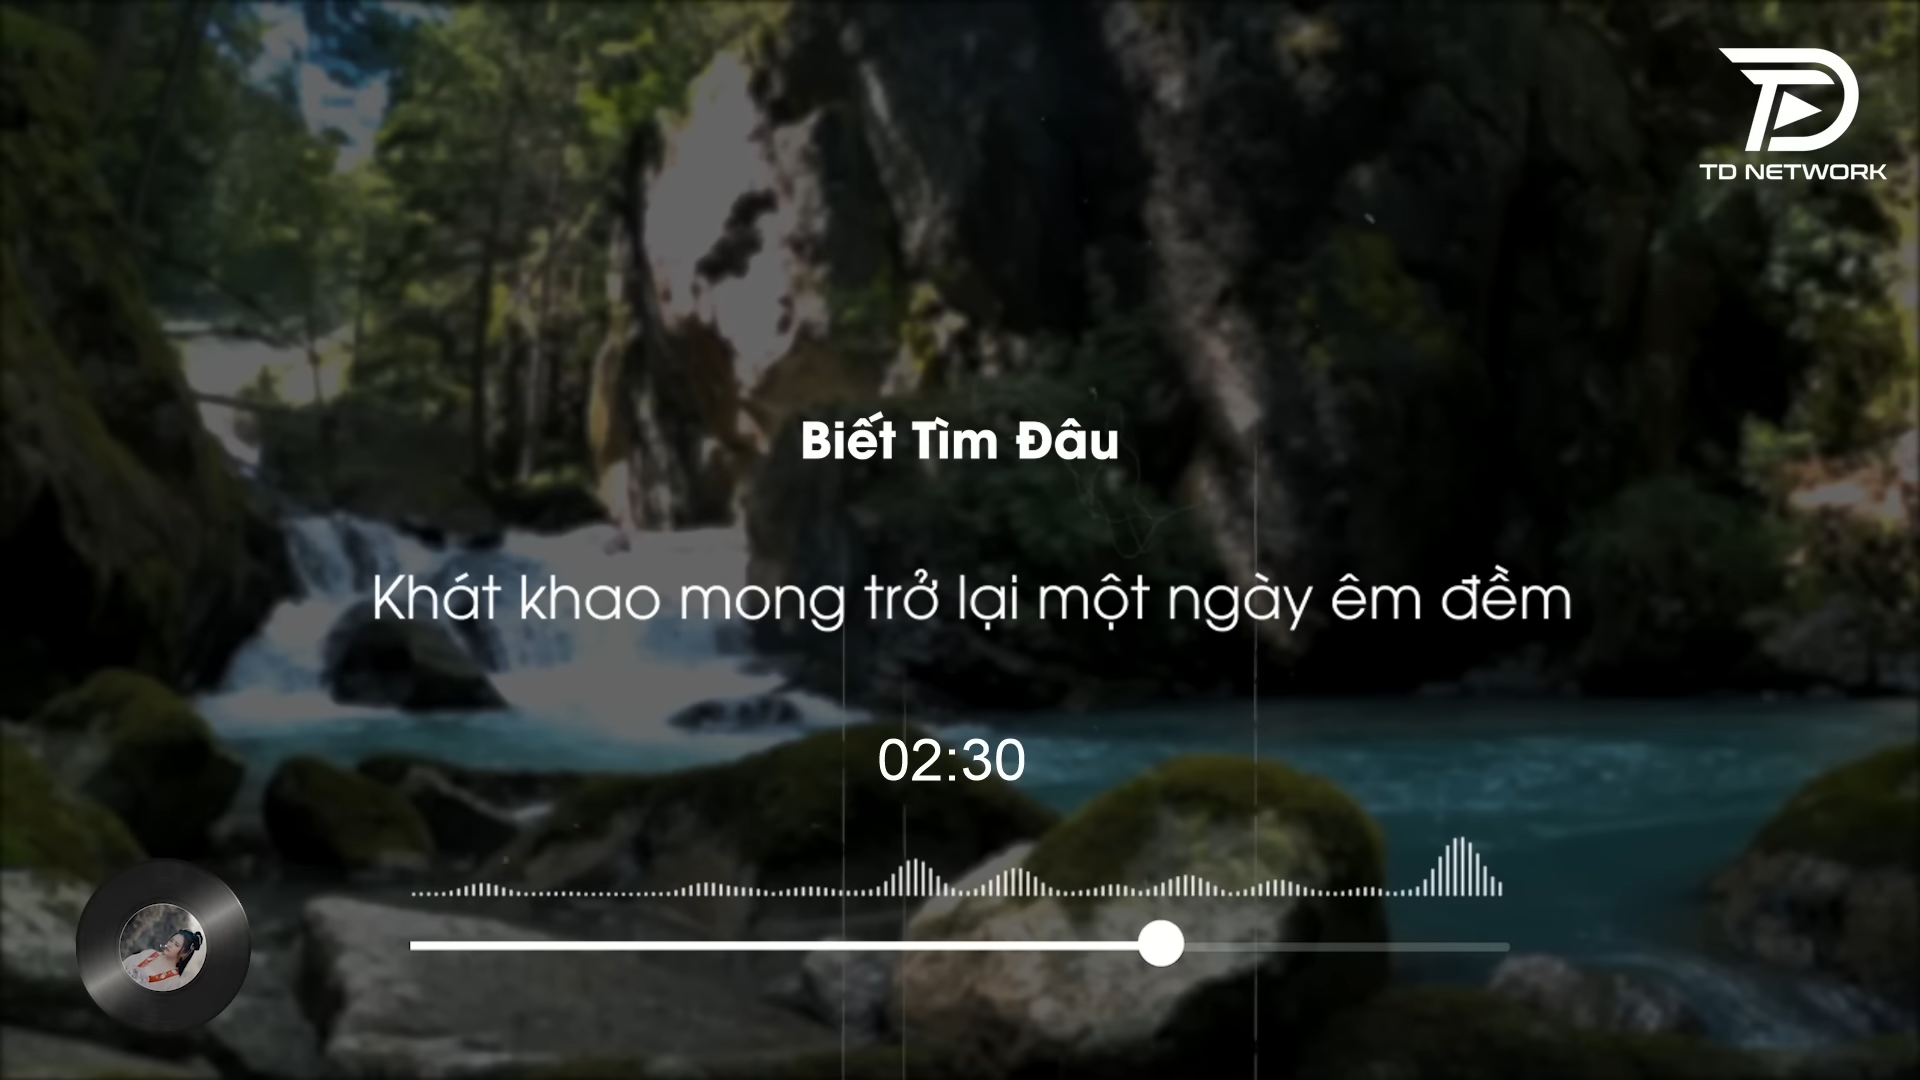 TD NETWORK
Biết Tìm Đâu
Khát khao mong trở lại một ngày êm đềm
02:30